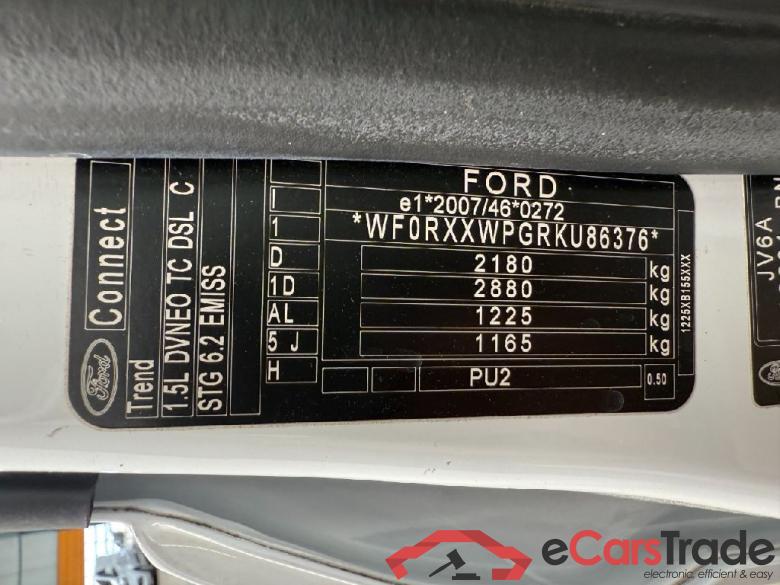 FORD
e1*2007/46*0272
*WF0RXXWPGRKU86376*
2180 kg
2880 kg
1225 kg
1165 kg
PU2
0.50
1225XB155XXX
I
1
D
1D
AL
5 J
H
Ford
Connect
Trend
1.5L DVNEO TC DSL C
STG 6.2 EMISS
JV6A
eCarsTrade
electronic, efficient & easy